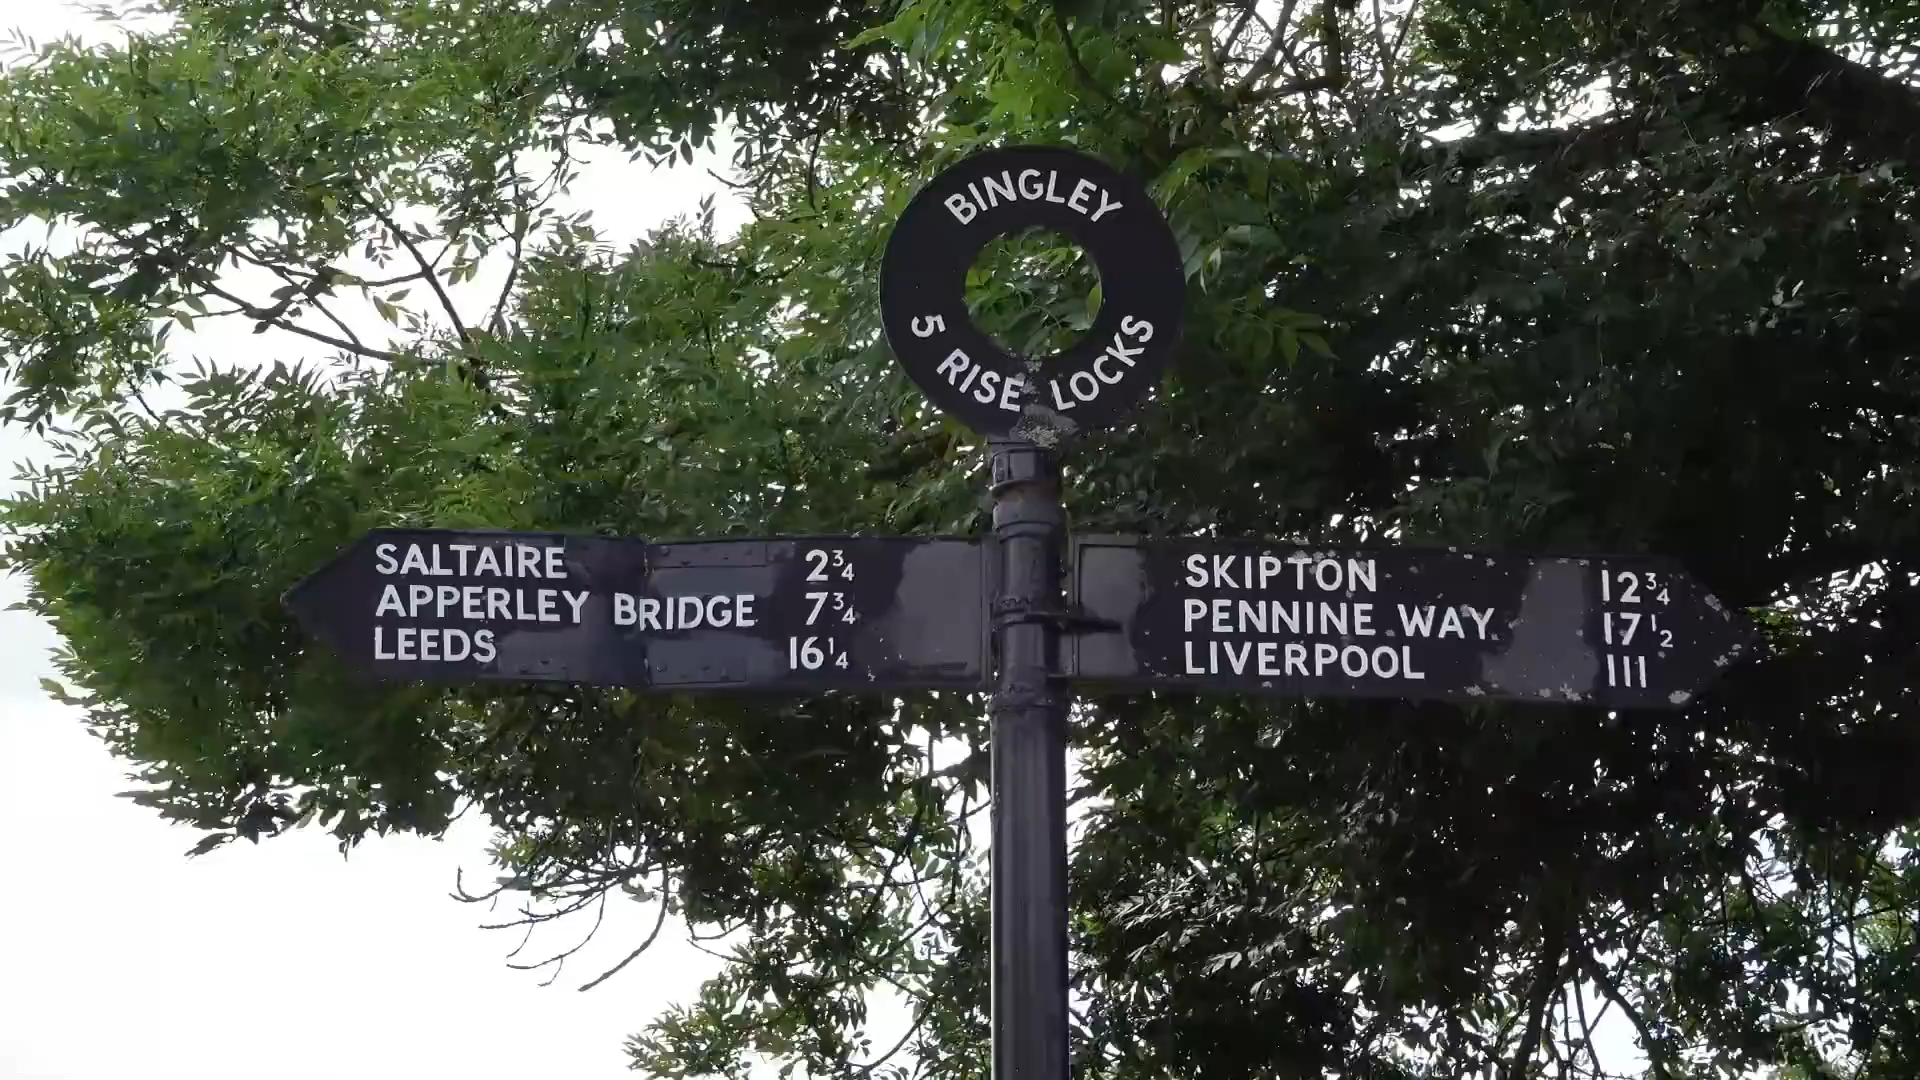 BINGLEY
5 RISE LOCKS
SALTAIRE 2¾
APPERLEY BRIDGE 7¾
LEEDS 16¼
SKIPTON 12¾
PENNINE WAY 17½
LIVERPOOL 111